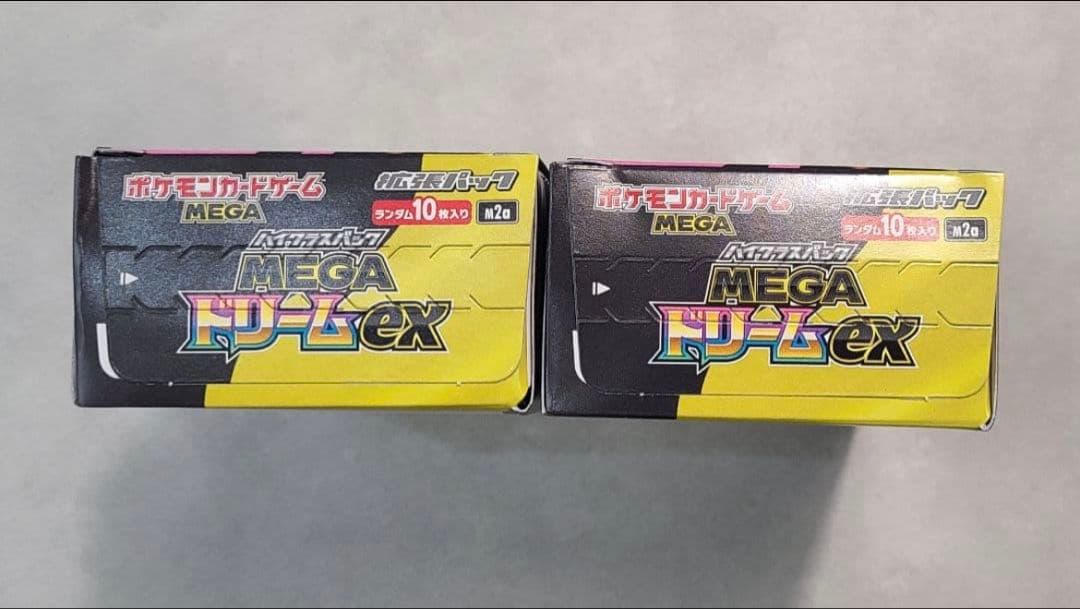 ポケモンカードゲーム
MEGA
拡張パック
ランダム10枚入り
M2a
ハイクラスパック
MEGA
ドリームex
ポケモンカードゲーム
MEGA
拡張パック
ランダム10枚入り
M2a
ハイクラスパック
MEGA
ドリームex